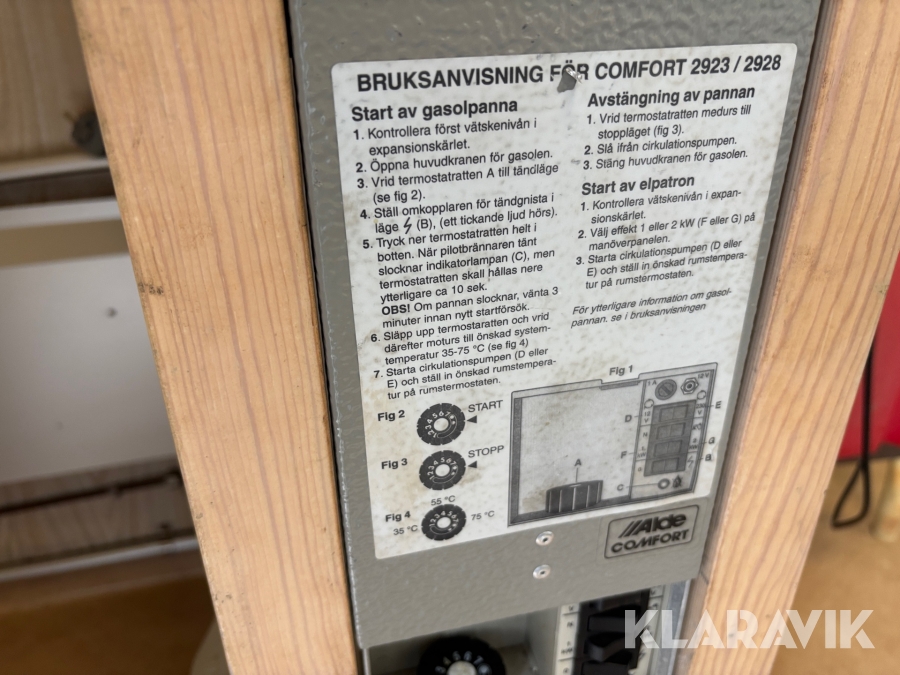 BRUKSANVISNING FÖR COMFORT 2923 / 2928
Start av gasolpanna
1. Kontrollera först vätskenivån i
expansionskärlet.
2. Öppna huvudkranen för gasolen.
3. Vrid termostatratten A till tändläge
(se fig 2).
4. Ställ omkopplaren för tändgnista i
läge (B), (ett tickande ljud hörs).
5. Tryck ner termostatratten helt i
botten. När pilotbrännaren tänt
slocknar indikatorlampan (C), men
termostatratten skall hållas nere
ytterligare ca 10 sek.
OBS! Om pannan slocknar, vänta 3
minuter innan nytt startförsök.
6. Släpp upp termostaratten och vrid
därefter moturs till önskad system-
temperatur 35-75 °C (se fig 4)
7. Starta cirkulationspumpen (D eller
E) och ställ in önskad rumstempera-
tur på rumstermostaten.
Avstängning av pannan
1. Vrid termostatratten medurs till
stoppläget (fig 3).
2. Slå ifrån cirkulationspumpen.
3. Stäng huvudkranen för gasolen.
Start av elpatron
1. Kontrollera vätskenivån i expan-
sionskärlet.
2. Välj effekt 1 eller 2 kW (F eller G) på
manöverpanelen.
3. Starta cirkulationspumpen (D eller
E) och ställ in önskad rumstempera-
tur på rumstermostaten.
För ytterligare information om gasol-
pannan. se i bruksanvisningen
Fig 1
A
D
F
C
E
G
B
Fig 2
START
Fig 3
STOPP
Fig 4
35 °C
55 °C
75 °C
Alde
COMFORT
KLARAVIK